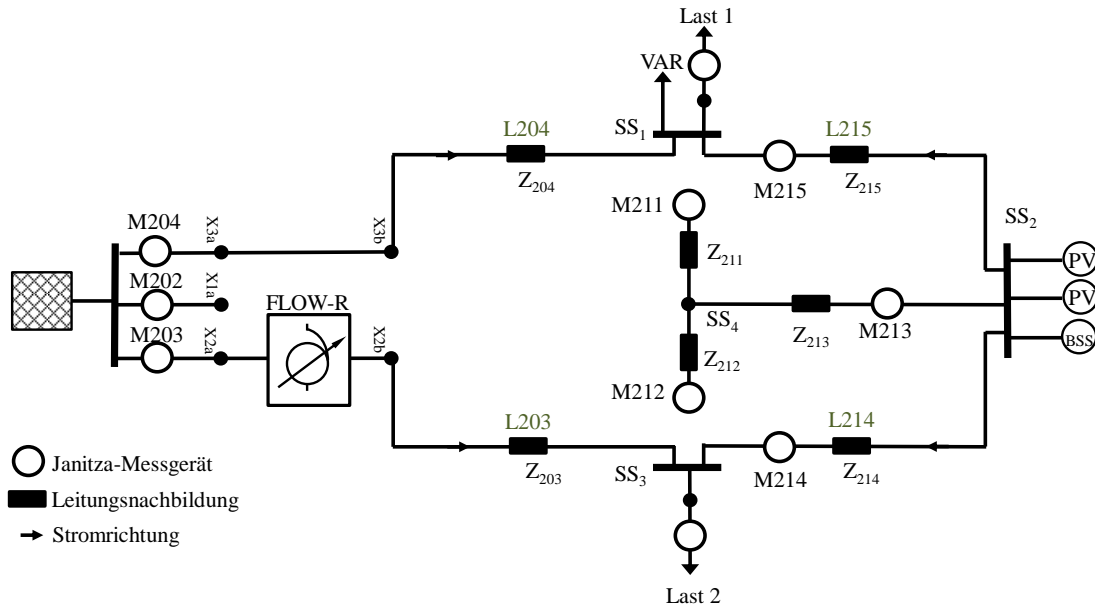 Last 1
VAR
SS1
L204
Z204
L215
Z215
M215
M204
X3a
X3b
M202
X1a
M203
X2a
FLOW-R
X2b
M211
Z211
SS4
Z213
M213
Z212
M212
SS2
PV
PV
BSS
L203
Z203
SS3
M214
L214
Z214
Last 2
Janitza-Messgerät
Leitungsnachbildung
Stromrichtung